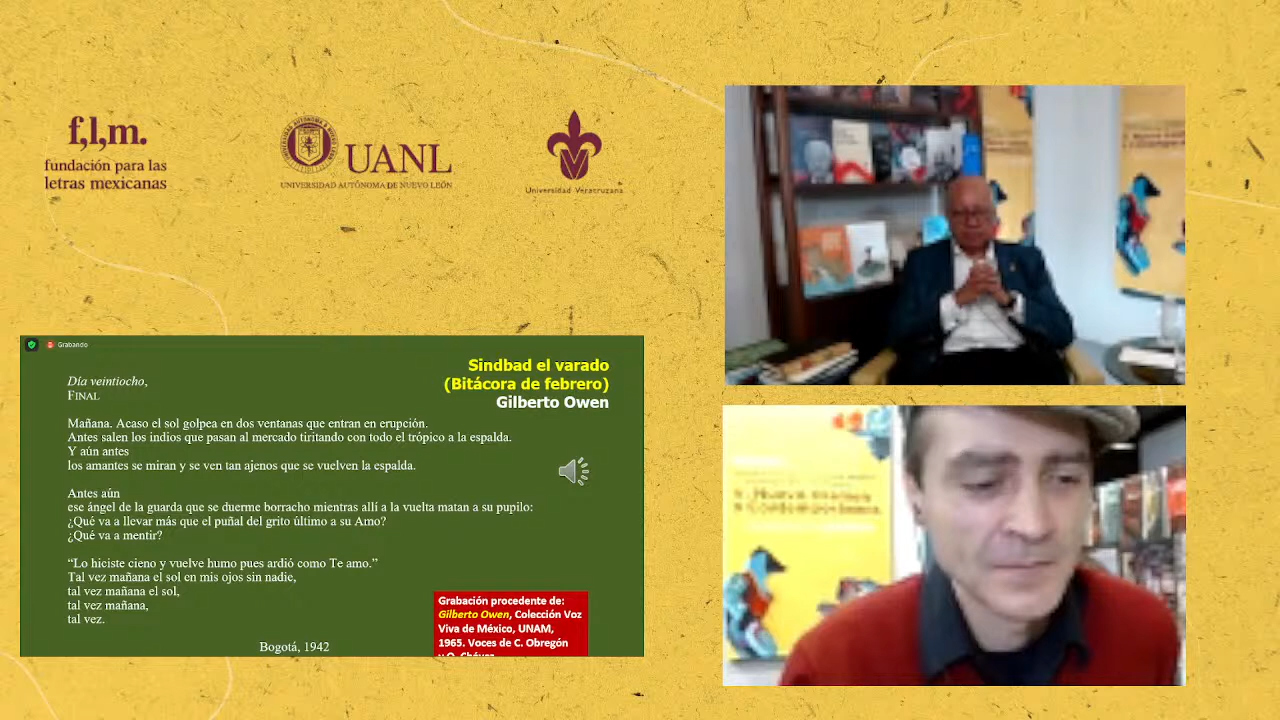 f,l,m.
fundación para las
letras mexicanas
UANL
UNIVERSIDAD AUTÓNOMA DE NUEVO LEÓN
Universidad Veracruzana
Grabando
Sindbad el varado
(Bitácora de febrero)
Gilberto Owen
Día veintiocho,
FINAL
Mañana. Acaso el sol golpea en dos ventanas que entran en erupción.
Antes salen los indios que pasan al mercado tiritando con todo el trópico a la espalda.
Y aún antes
los amantes se miran y se ven tan ajenos que se vuelven la espalda.
Antes aún
ese ángel de la guarda que se duerme borracho mientras allí a la vuelta matan a su pupilo:
¿Qué va a llevar más que el puñal del grito último a su Amo?
¿Qué va a mentir?
“Lo hiciste cieno y vuelve humo pues ardió como Te amo.”
Tal vez mañana el sol en mis ojos sin nadie,
tal vez mañana el sol,
tal vez mañana,
tal vez.
Bogotá, 1942
Grabación procedente de:
Gilberto Owen, Colección Voz
Viva de México, UNAM,
1965. Voces de C. Obregón